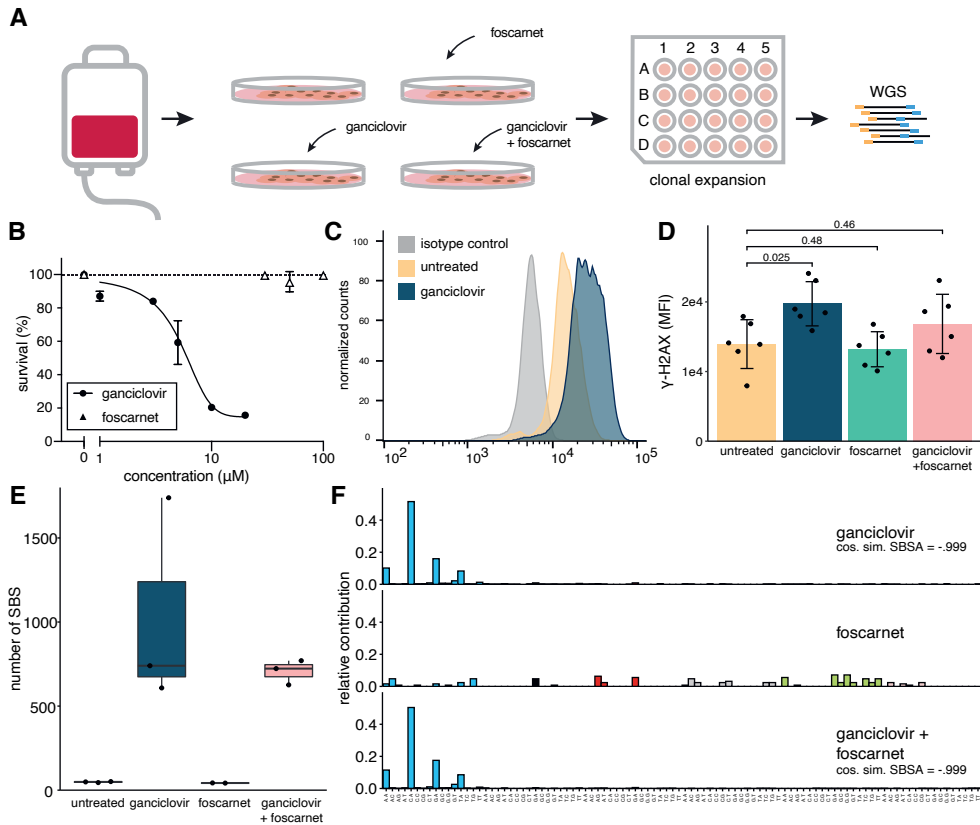 A
foscarnet
ganciclovir
ganciclovir
+ foscarnet
1 2 3 4 5
A
B
C
D
clonal expansion
WGS
B
survival (%)
100
80
60
40
20
0
ganciclovir
foscarnet
0 1 10 100
concentration (µM)
C
isotype control
untreated
ganciclovir
normalized counts
100
80
60
40
20
0
10² 10³ 10⁴ 10⁵
D
0.46
0.48
0.025
γ-H2AX (MFI)
2e4
1e4
0
untreated
ganciclovir
foscarnet
ganciclovir
+foscarnet
E
number of SBS
1500
1000
500
0
untreated
ganciclovir
foscarnet
ganciclovir
+ foscarnet
F
relative contribution
0.4
0.2
0.0
ganciclovir
cos. sim. SBSA = -.999
0.4
0.2
0.0
foscarnet
0.4
0.2
0.0
ganciclovir +
foscarnet
cos. sim. SBSA = -.999